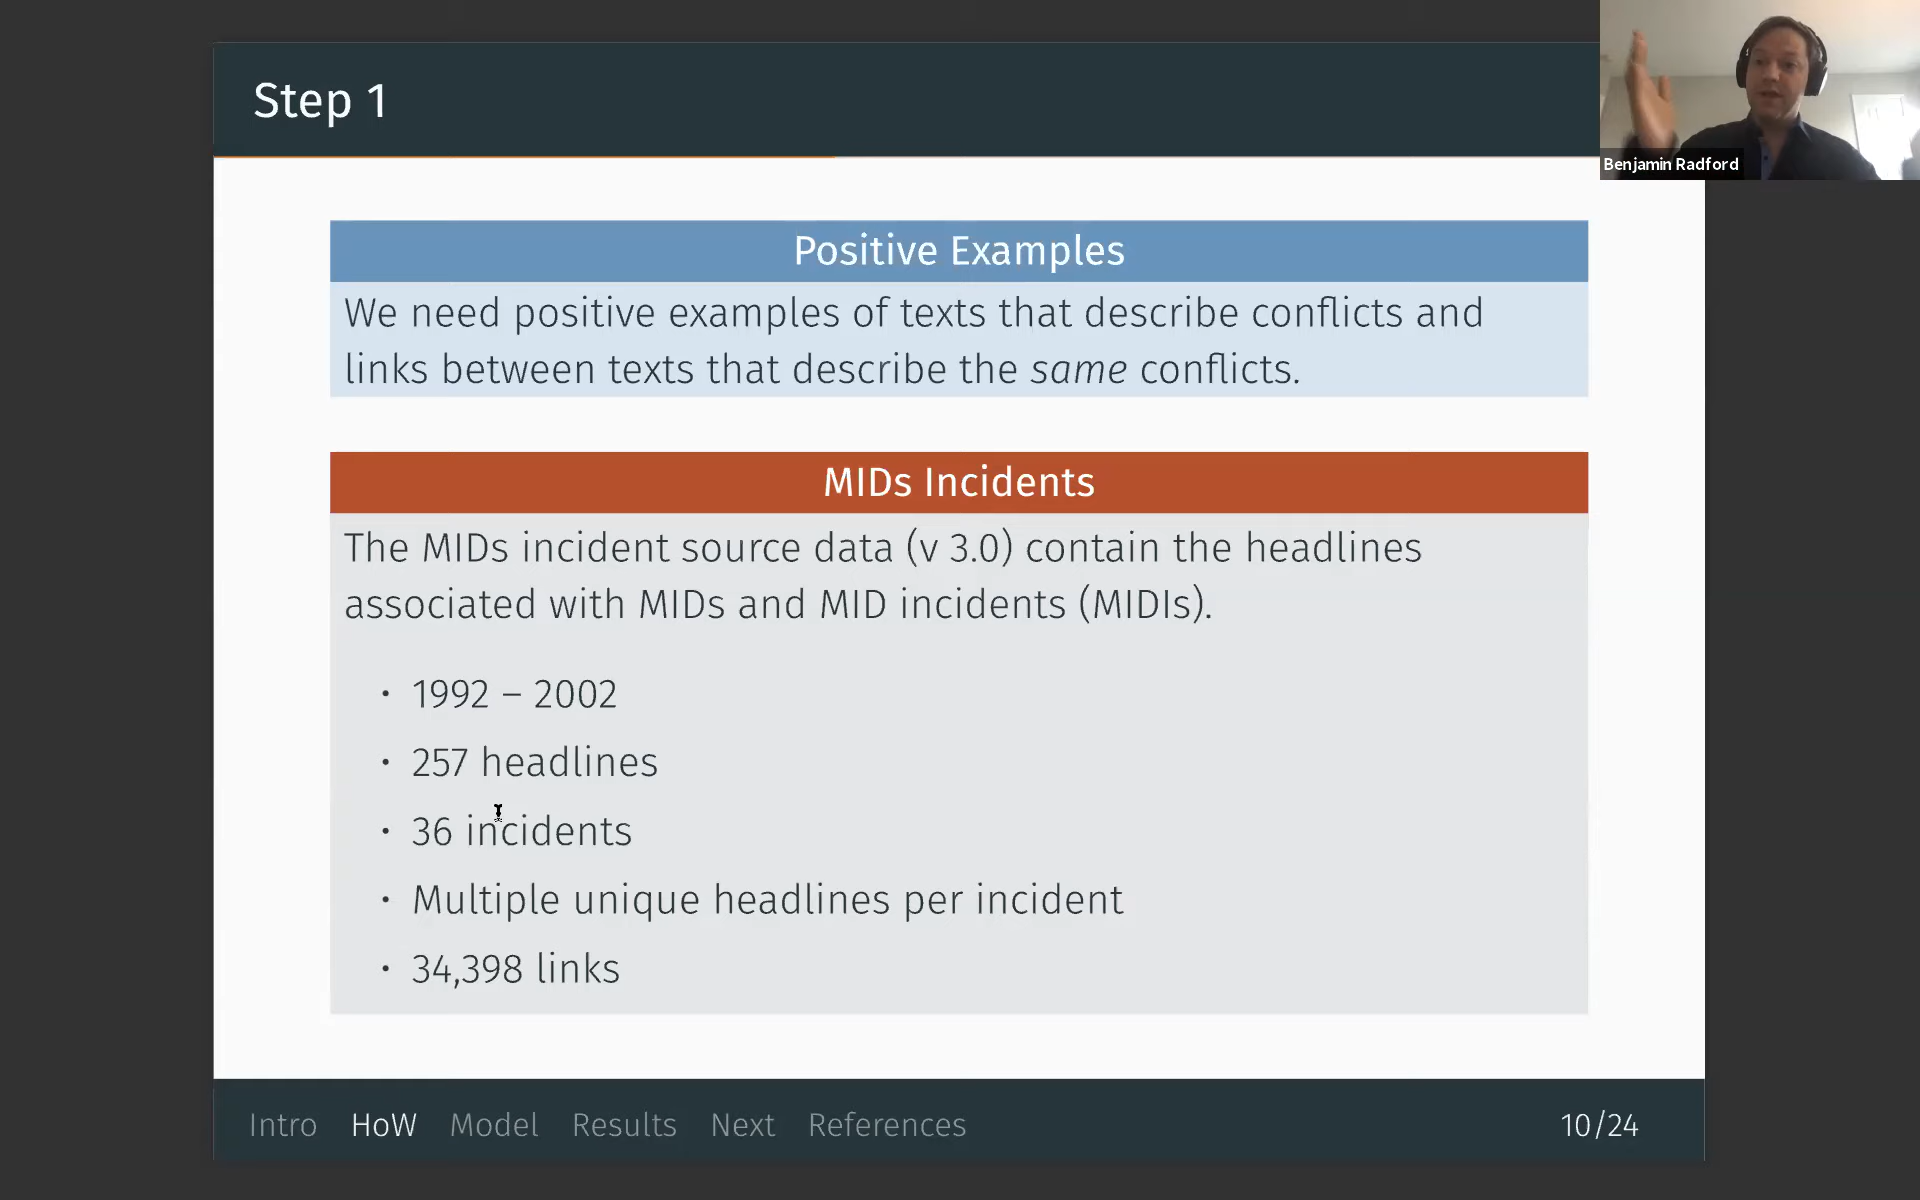 Step 1
Benjamin Radford
Positive Examples
We need positive examples of texts that describe conflicts and
links between texts that describe the same conflicts.
MIDs Incidents
The MIDs incident source data (v 3.0) contain the headlines
associated with MIDs and MID incidents (MIDIs).
• 1992 – 2002
• 257 headlines
• 36 incidents
• Multiple unique headlines per incident
• 34,398 links
Intro HoW Model Results Next References 10/24